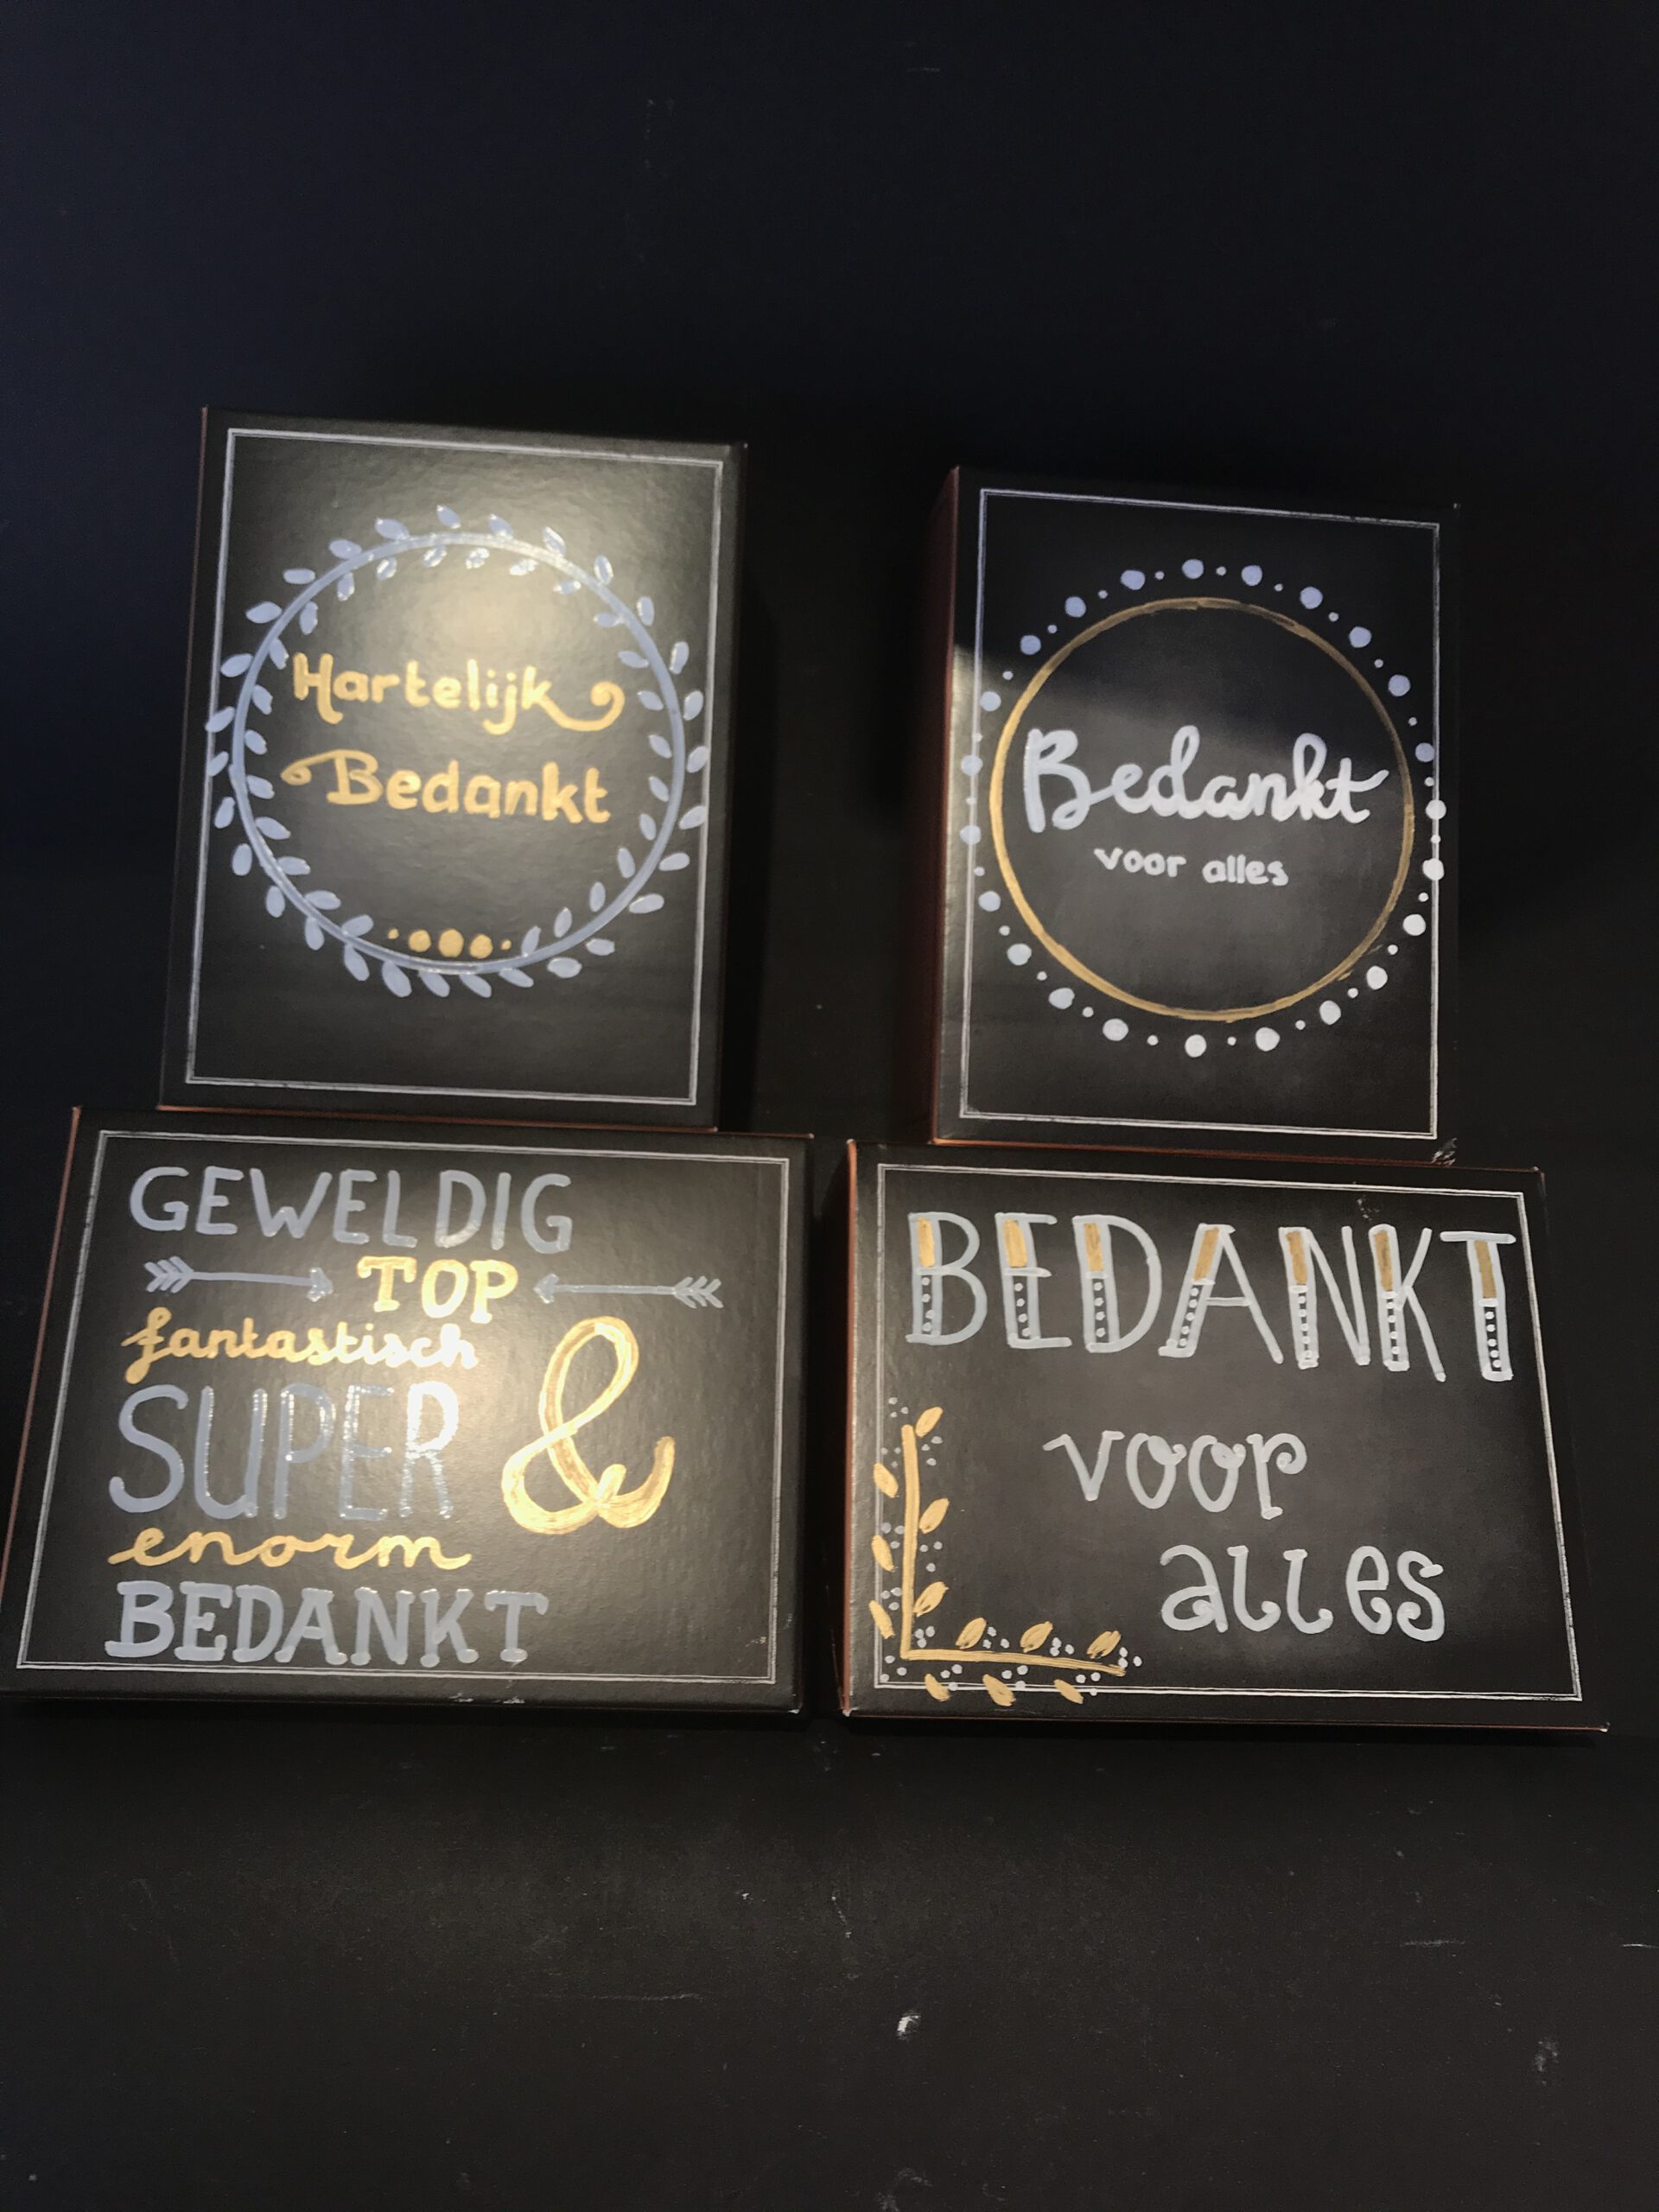 Hartelijk
Bedankt
Bedankt
voor alles
GEWELDIG
TOP
fantastisch
SUPER
&
enorm
BEDANKT
BEDANKT
voor
alles